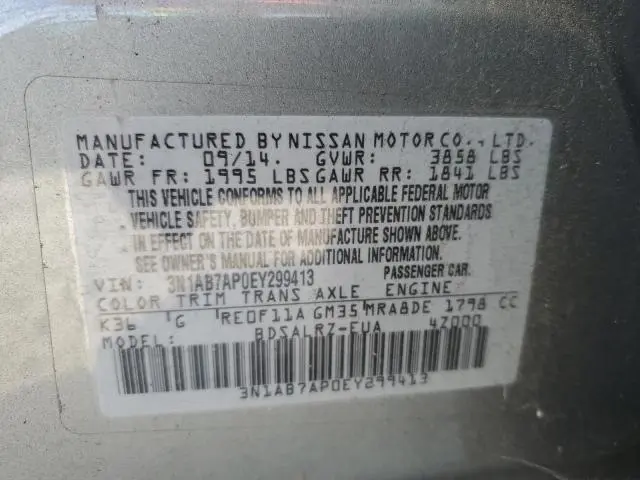 MANUFACTURED BY NISSAN MOTOR CO., LTD.
DATE: 09/14. GVWR: 3858 LBS
GAWR FR: 1995 LBS GAWR RR: 1841 LBS
THIS VEHICLE CONFORMS TO ALL APPLICABLE FEDERAL MOTOR
VEHICLE SAFETY, BUMPER AND THEFT PREVENTION STANDARDS
IN EFFECT ON THE DATE OF MANUFACTURE SHOWN ABOVE.
SEE OWNER'S MANUAL FOR ADDITIONAL INFORMATION.
VIN: 3N1AB7AP0EY299413 PASSENGER CAR.
COLOR TRIM TRANS AXLE ENGINE
K36 G RE0F11A GM35 MRA8DE 1798 CC
MODEL: BDSALRZ-EUA 4Z000
3N1AB7AP0EY299413